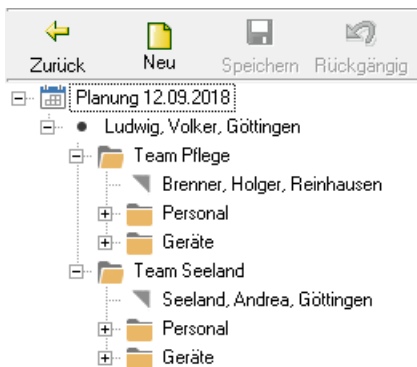 Zurück Neu Speichern Rückgängig
Planung 12.09.2018
Ludwig, Volker, Göttingen
Team Pflege
Brenner, Holger, Reinhausen
Personal
Geräte
Team Seeland
Seeland, Andrea, Göttingen
Personal
Geräte